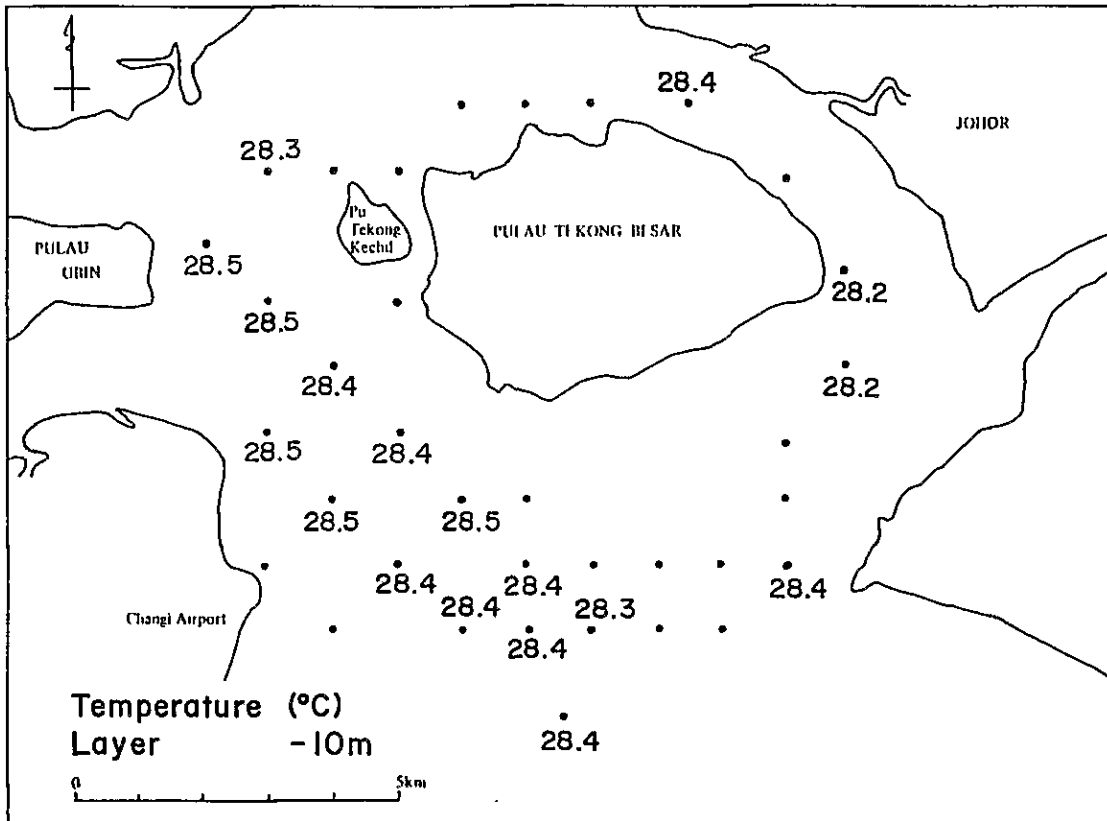 28.4
JOHOR
28.3
Pu
Tekong
Kechil
PULAU TEKONG BESAR
PULAU
UBIN
28.5
28.2
28.5
28.4
28.2
28.5
28.4
28.5
28.5
28.4
28.4
28.4
28.4
28.3
Changi Airport
28.4
Temperature (°C)
Layer -10m
28.4
0
5km